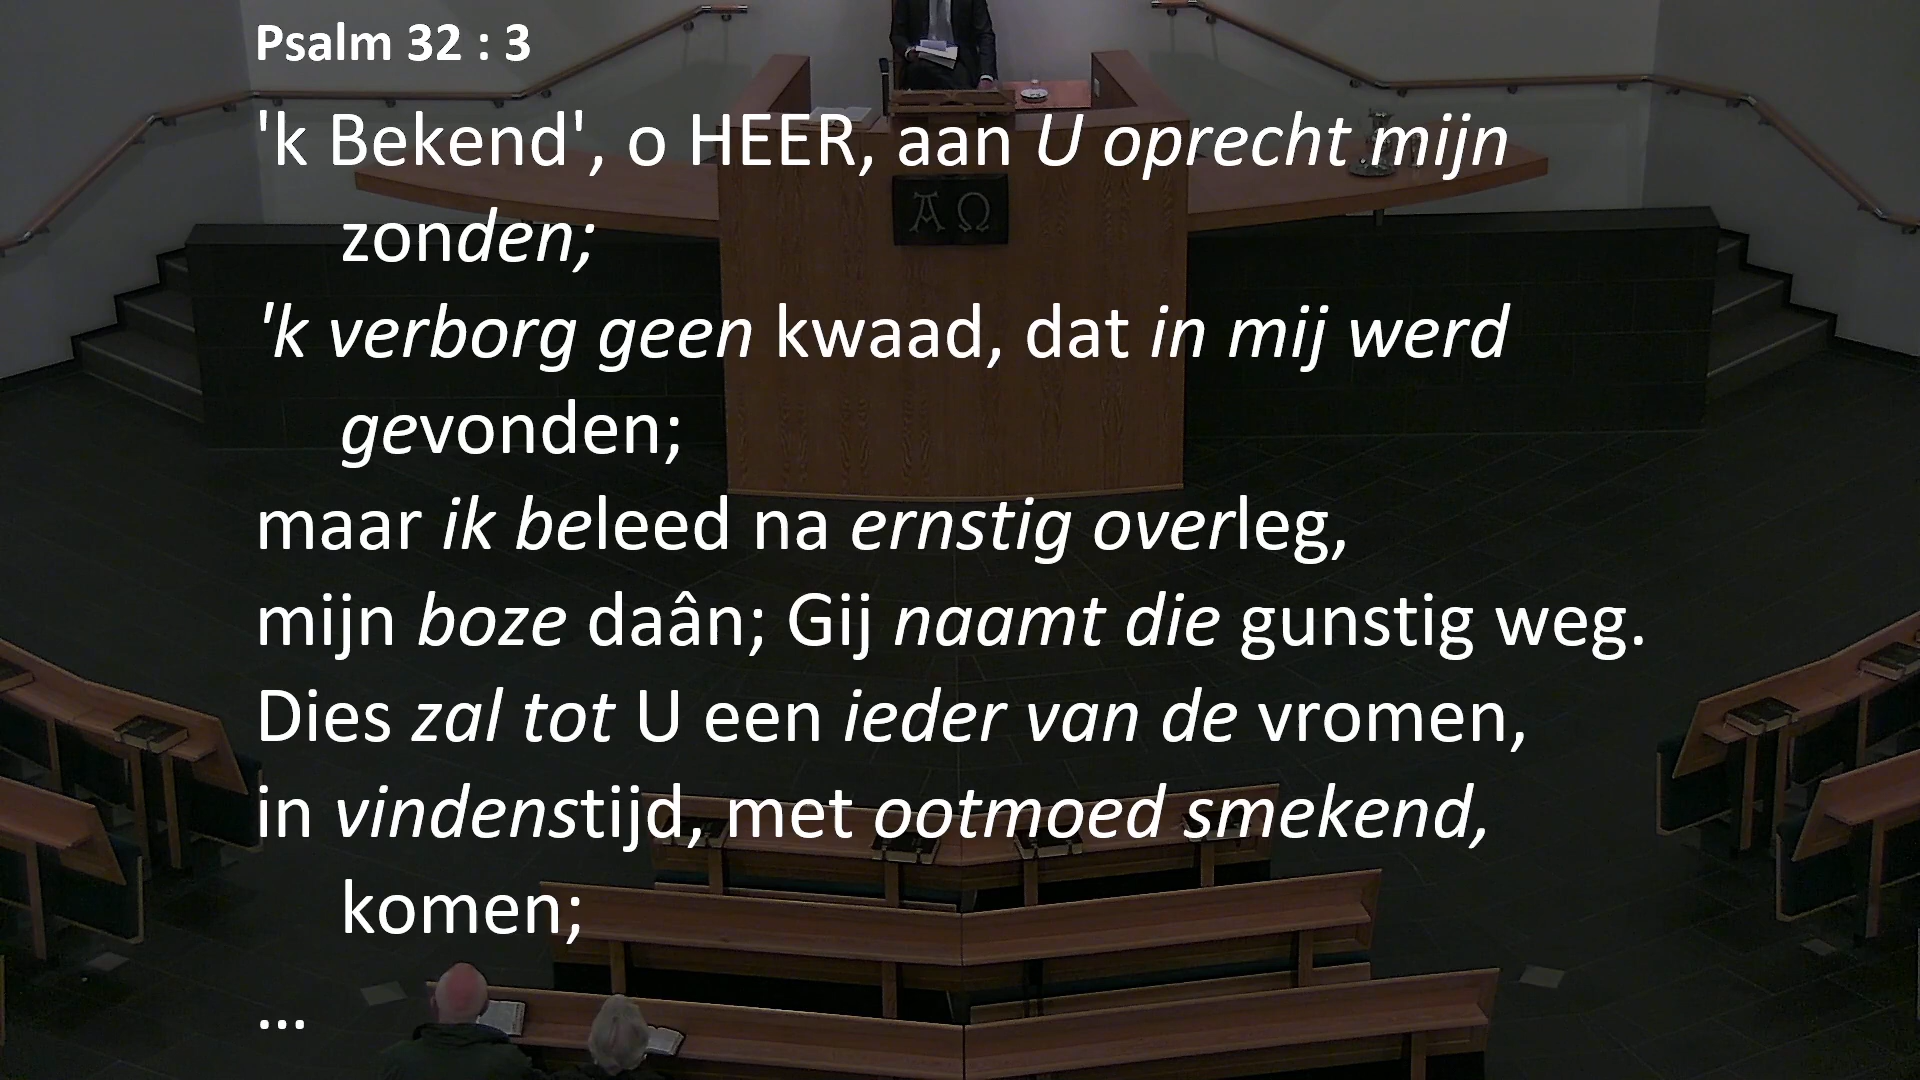 Psalm 32 : 3
'k Bekend', o HEER, aan U oprecht mijn
zonden;
'k verborg geen kwaad, dat in mij werd
gevonden;
maar ik beleed na ernstig overleg,
mijn boze daân; Gij naamt die gunstig weg.
Dies zal tot U een ieder van de vromen,
in vindenstijd, met ootmoed smekend,
komen;
...
Α Ω